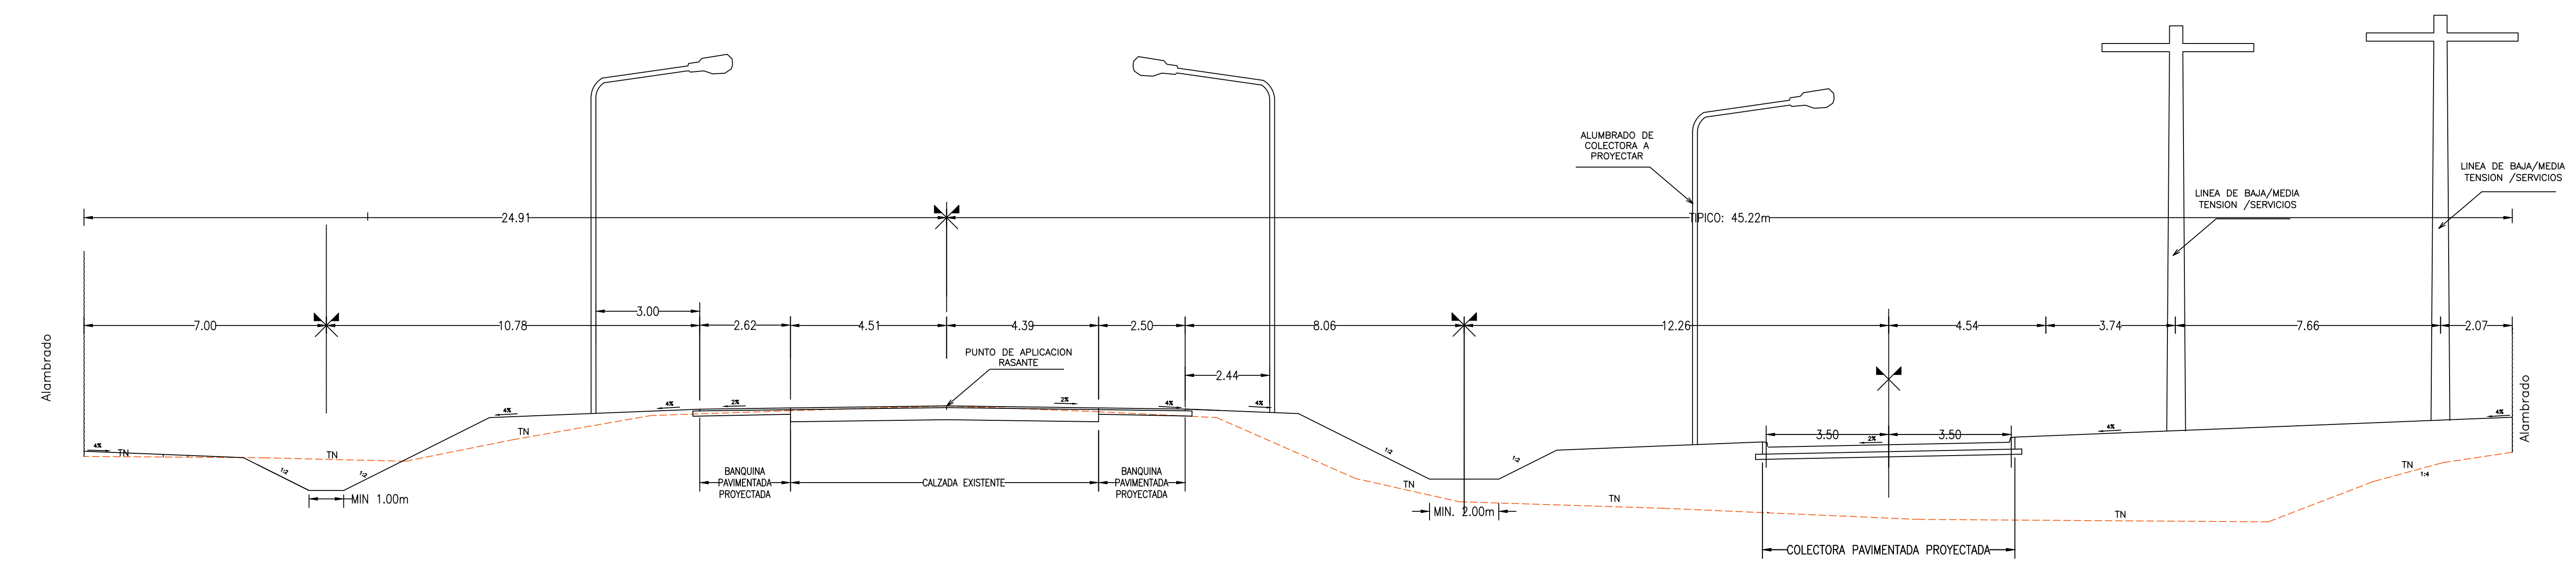 ALUMBRADO DE
COLECTORA A
PROYECTAR
LINEA DE BAJA/MEDIA
TENSION /SERVICIOS
LINEA DE BAJA/MEDIA
TENSION /SERVICIOS
24.91
TIPICO: 45.22m
3.00
7.00
10.78
2.62
4.51
4.39
2.50
8.06
12.26
4.54
3.74
7.66
2.07
Alambrado
PUNTO DE APLICACION
RASANTE
2.44
Alambrado
4%
4%
2%
2%
4%
4%
4%
4%
4%
TN
TN
TN
1:2
1:2
1:2
1:2
3.50
3.50
2%
TN
1:4
BANQUINA
PAVIMENTADA
PROYECTADA
CALZADA EXISTENTE
BANQUINA
PAVIMENTADA
PROYECTADA
TN
MIN 1.00m
MIN. 2.00m
TN
TN
COLECTORA PAVIMENTADA PROYECTADA